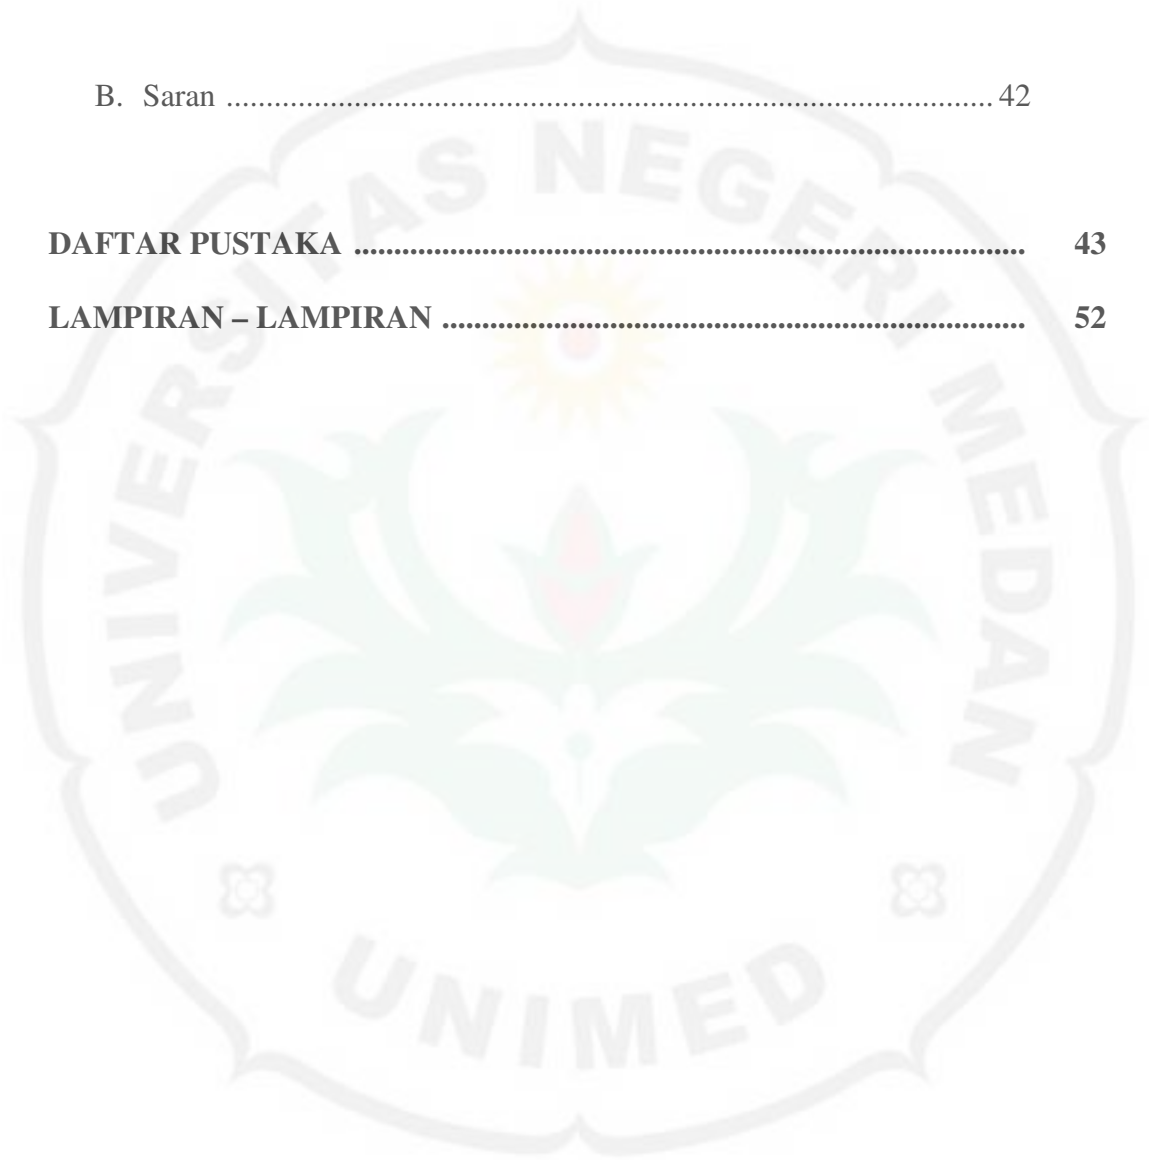 B. Saran ................................................................................................ 42
DAFTAR PUSTAKA .................................................................................... 43
LAMPIRAN – LAMPIRAN ......................................................................... 52
UNIVERSITAS NEGERI MEDAN
UNIMED